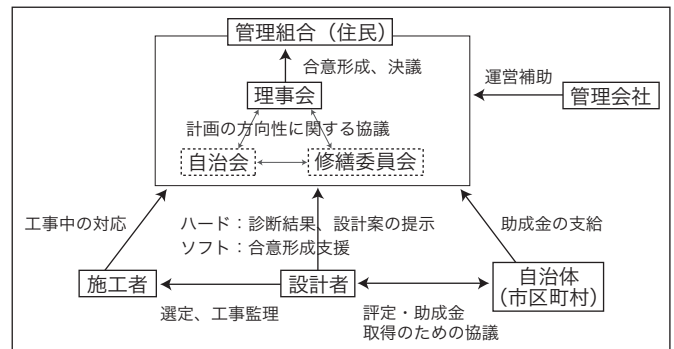 管理組合（住民）
合意形成、決議
運営補助
理事会
管理会社
計画の方向性に関する協議
自治会
修繕委員会
工事中の対応
ハード：診断結果、設計案の提示
ソフト：合意形成支援
助成金の支給
施工者
設計者
自治体
（市区町村）
選定、工事監理
評定・助成金
取得のための協議